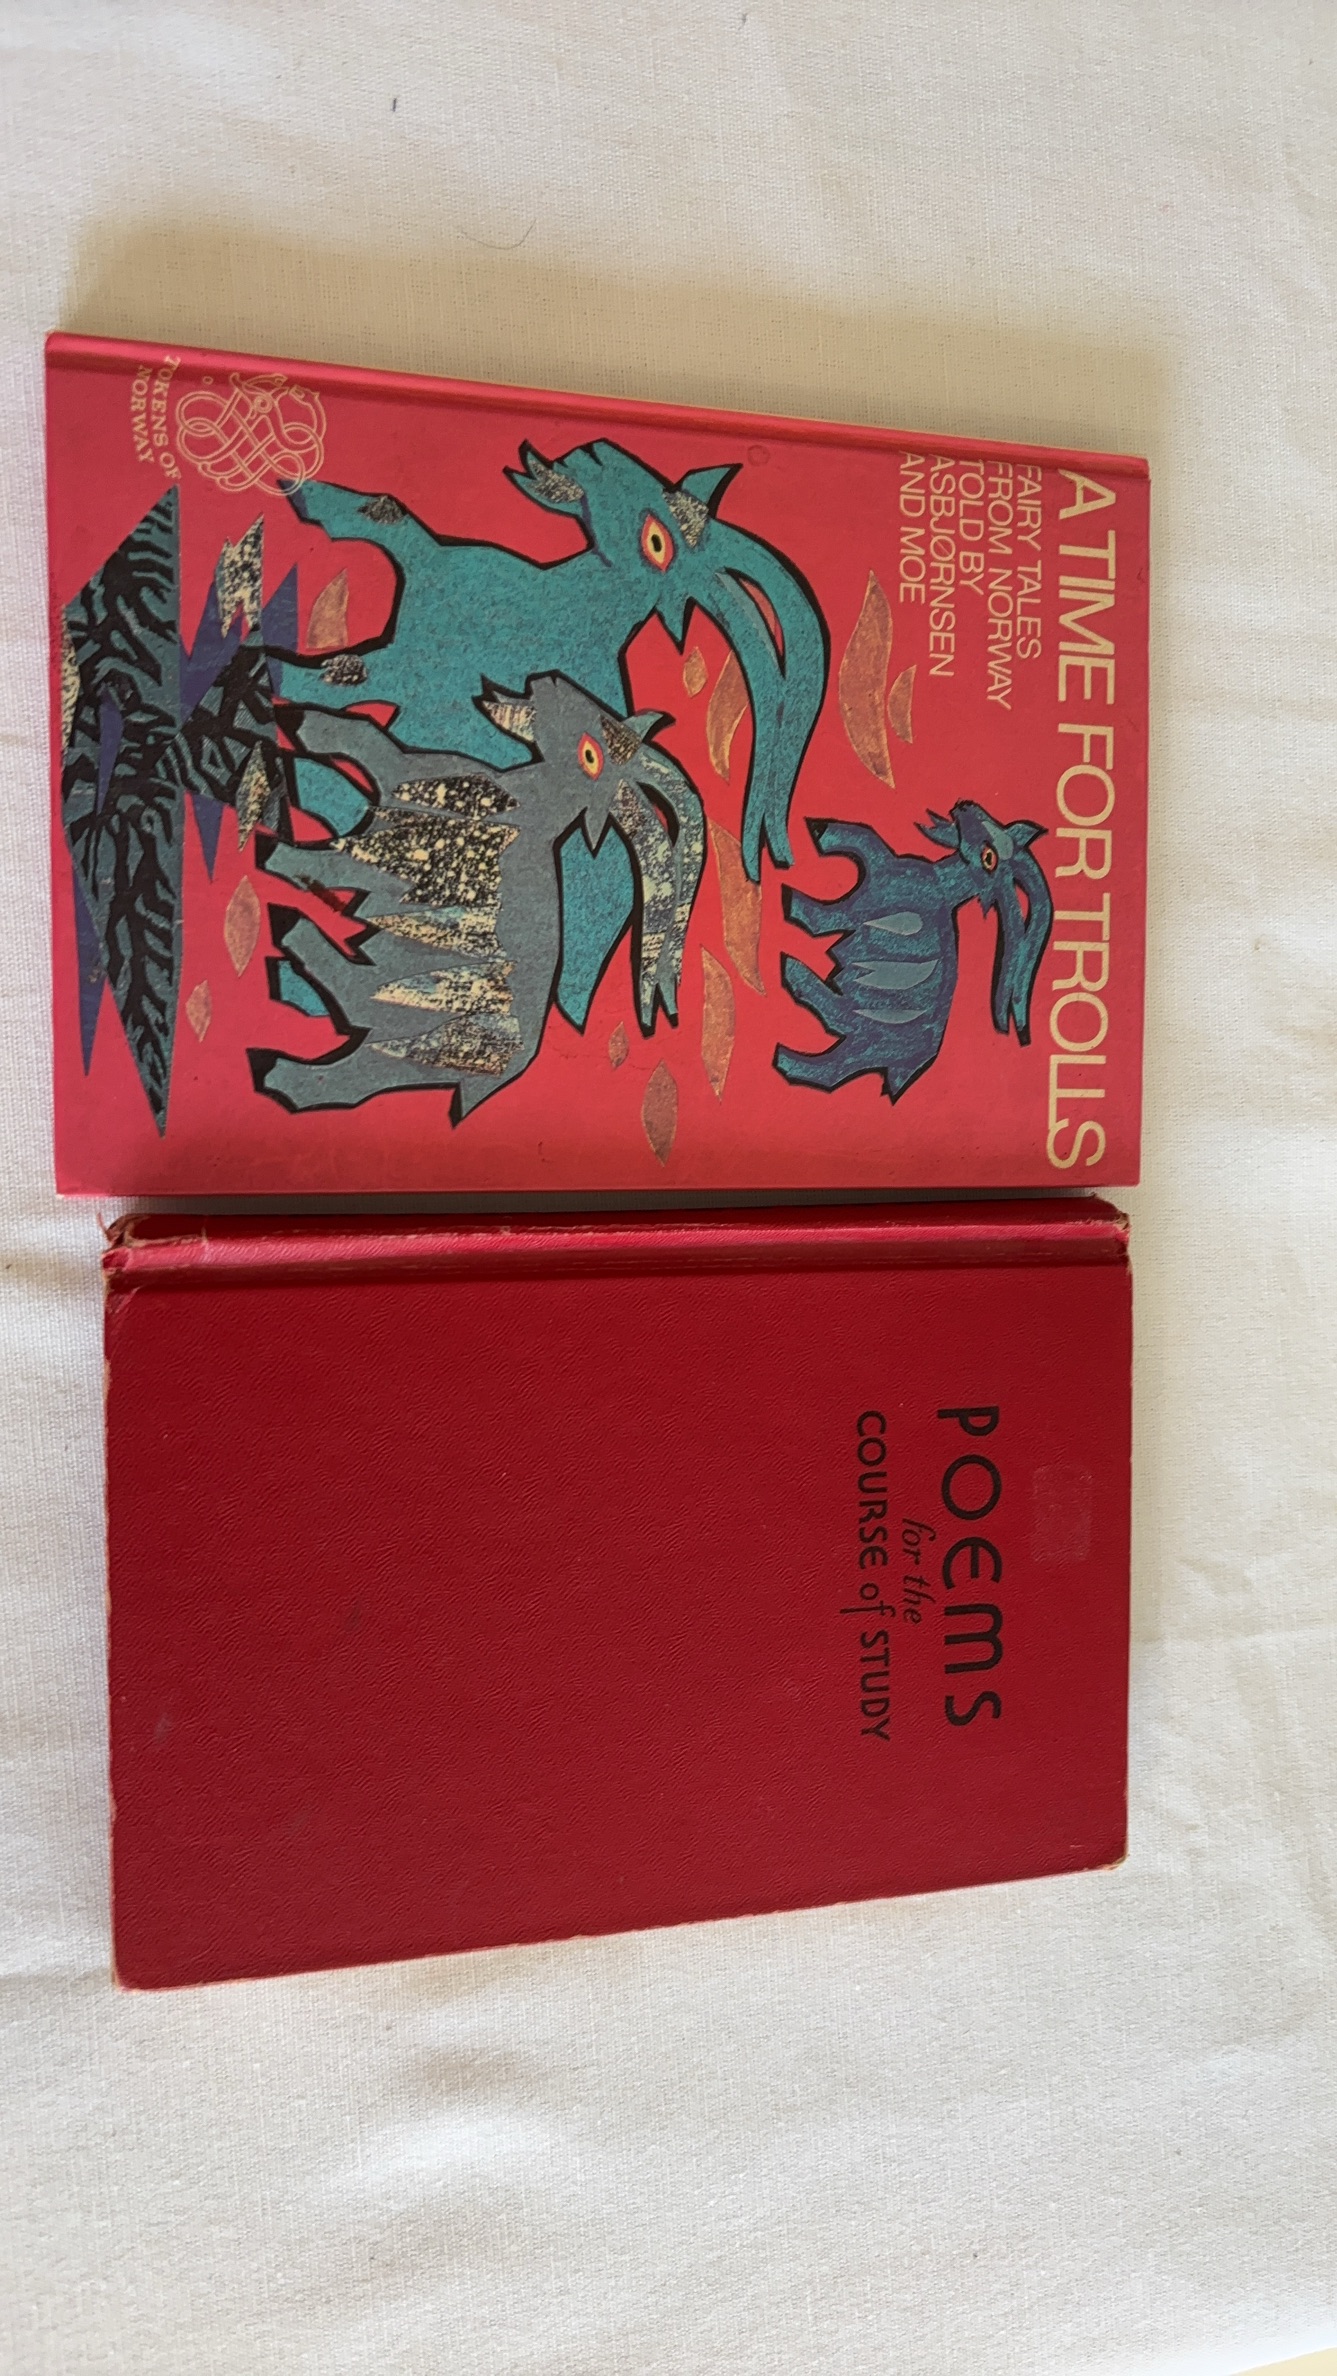 A TIME FOR TROLLS
FAIRY TALES
FROM NORWAY
TOLD BY
ASBJØRNSEN
AND MOE
TOKENS OF
NORWAY
POEMS
for the
COURSE of STUDY